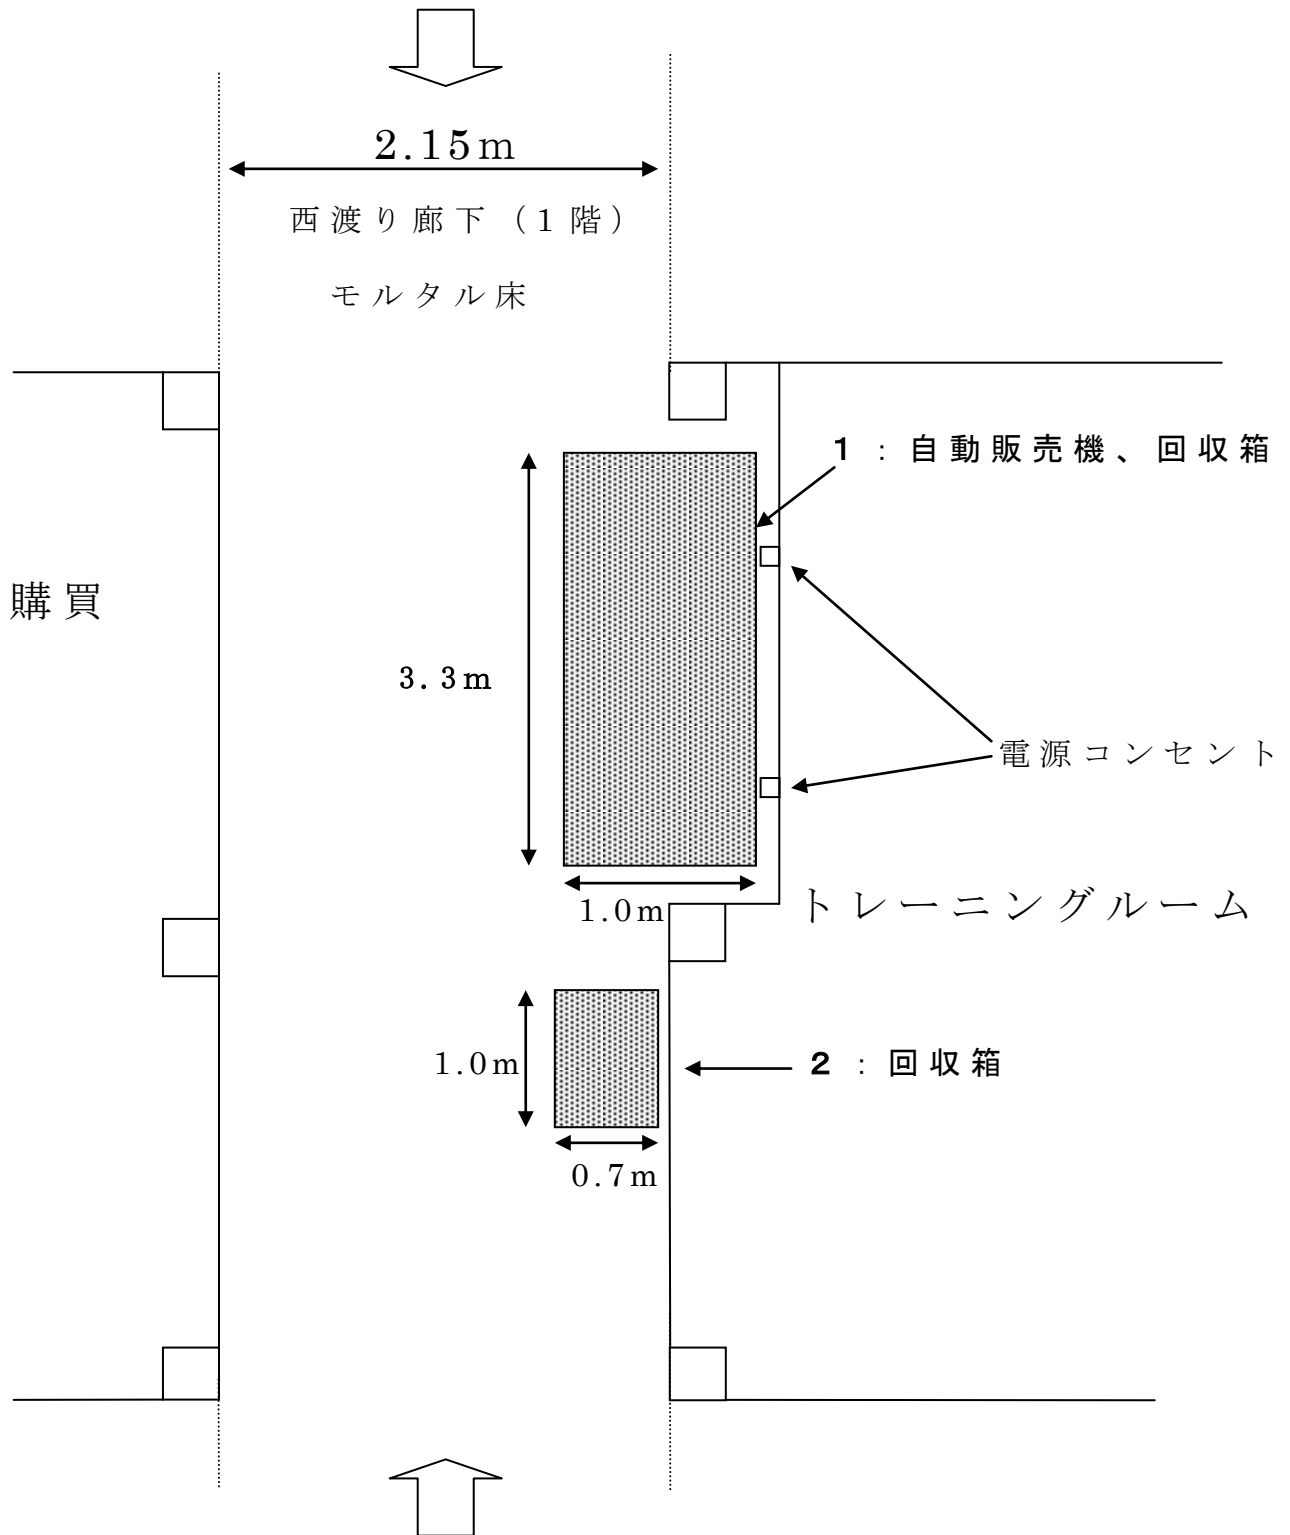 2.15m
西渡り廊下（1階）
モルタル床
1：自動販売機、回収箱
購買
3.3m
電源コンセント
1.0m
トレーニングルーム
1.0m
2：回収箱
0.7m